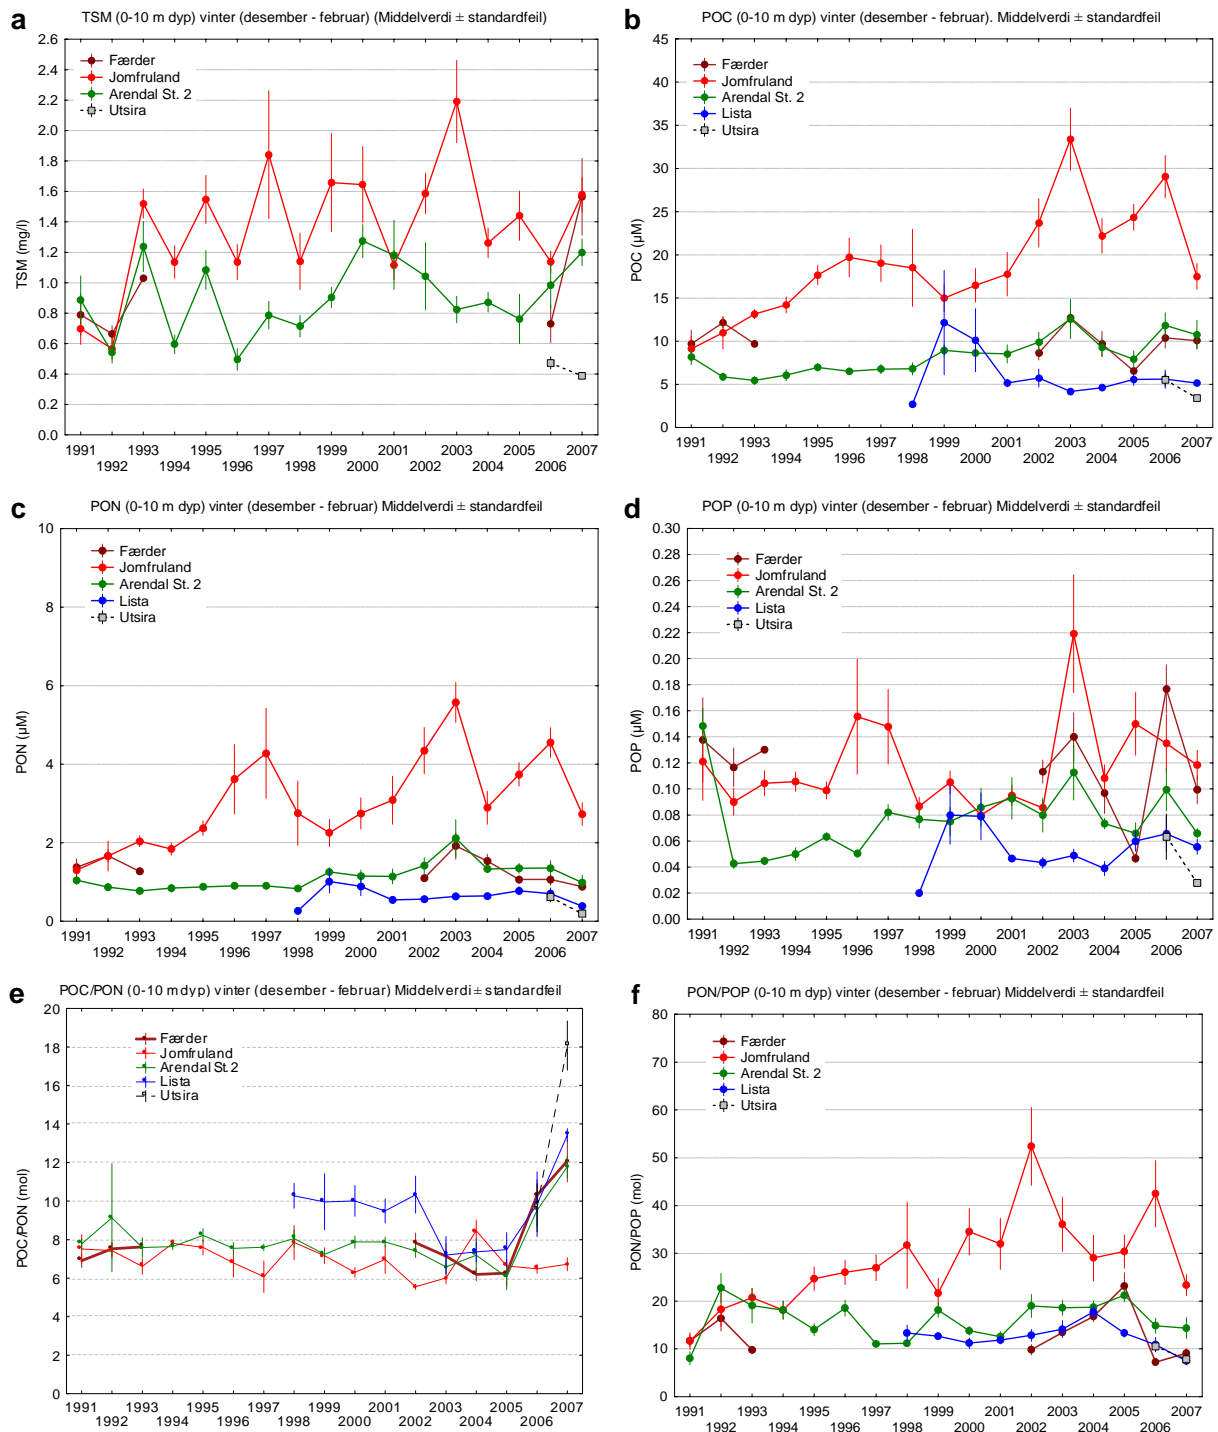 a
TSM (0-10 m dyp) vinter (desember - februar) (Middelverdi ± standardfeil)
2.6
2.4
2.2
2.0
1.8
1.6
1.4
1.2
1.0
0.8
0.6
0.4
0.2
0.0
TSM (mg/l)
Færder
Jomfruland
Arendal St. 2
Utsira
1991 1993 1995 1997 1999 2001 2003 2005 2007
1992 1994 1996 1998 2000 2002 2004 2006
b
POC (0-10 m dyp) vinter (desember - februar). Middelverdi ± standardfeil
45
40
35
30
25
20
15
10
5
0
POC (µM)
Færder
Jomfruland
Arendal St. 2
Lista
Utsira
1991 1993 1995 1997 1999 2001 2003 2005 2007
1992 1994 1996 1998 2000 2002 2004 2006
c
PON (0-10 m dyp) vinter (desember - februar) Middelverdi ± standardfeil
10
8
6
4
2
0
PON (µM)
Færder
Jomfruland
Arendal St. 2
Lista
Utsira
1991 1993 1995 1997 1999 2001 2003 2005 2007
1992 1994 1996 1998 2000 2002 2004 2006
d
POP (0-10 m dyp) vinter (desember - februar) Middelverdi ± standardfeil
0.30
0.28
0.26
0.24
0.22
0.20
0.18
0.16
0.14
0.12
0.10
0.08
0.06
0.04
0.02
0.00
POP (µM)
Færder
Jomfruland
Arendal St. 2
Lista
Utsira
1991 1993 1995 1997 1999 2001 2003 2005 2007
1992 1994 1996 1998 2000 2002 2004 2006
e
POC/PON (0-10 m dyp) vinter (desember - februar) Middelverdi ± standardfeil
20
18
16
14
12
10
8
6
4
2
0
POC/PON (mol)
Færder
Jomfruland
Arendal St.2
Lista
Utsira
1991 1993 1995 1997 1999 2001 2003 2005 2007
1992 1994 1996 1998 2000 2002 2004 2006
f
PON/POP (0-10 m dyp) vinter (desember - februar) Middelverdi ± standardfeil
80
70
60
50
40
30
20
10
0
PON/POP (mol)
Færder
Jomfruland
Arendal St. 2
Lista
Utsira
1991 1993 1995 1997 1999 2001 2003 2005 2007
1992 1994 1996 1998 2000 2002 2004 2006